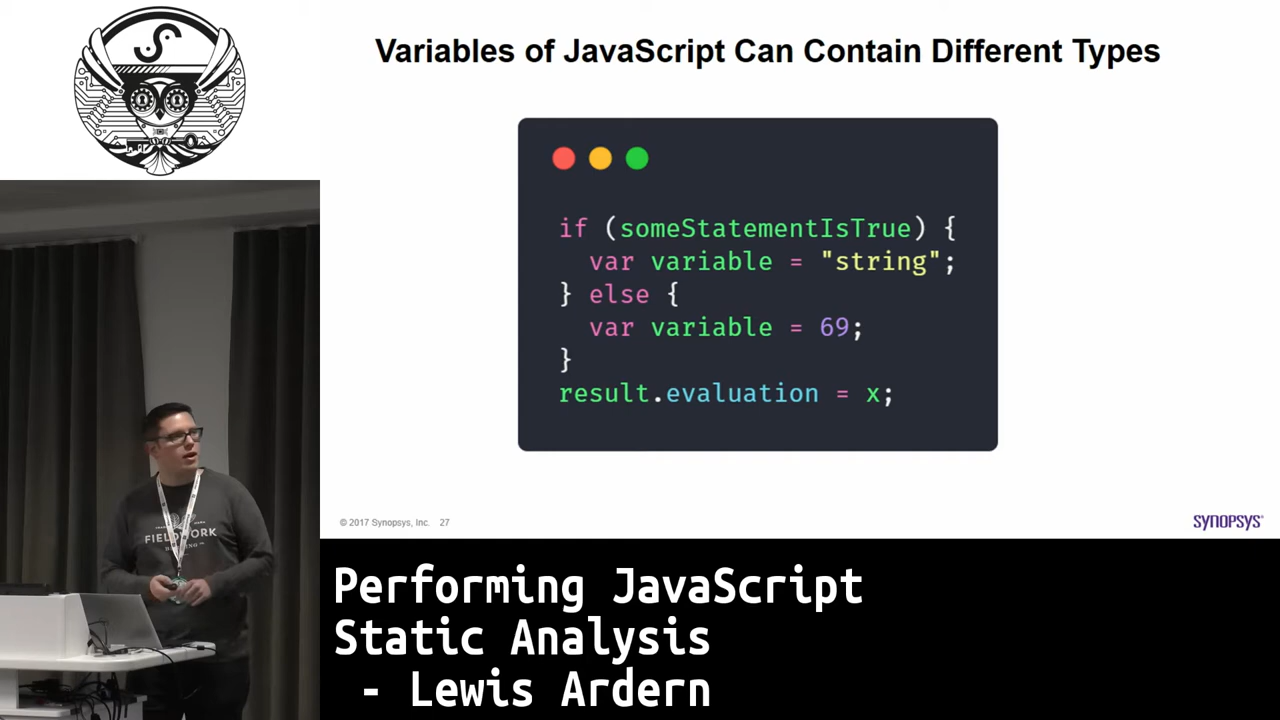 Variables of JavaScript Can Contain Different Types
if (someStatementIsTrue) {
  var variable = "string";
} else {
  var variable = 69;
}
result.evaluation = x;
© 2017 Synopsys, Inc. 27
SYNOPSYS®
FIELDWORK
Performing JavaScript
Static Analysis
- Lewis Ardern